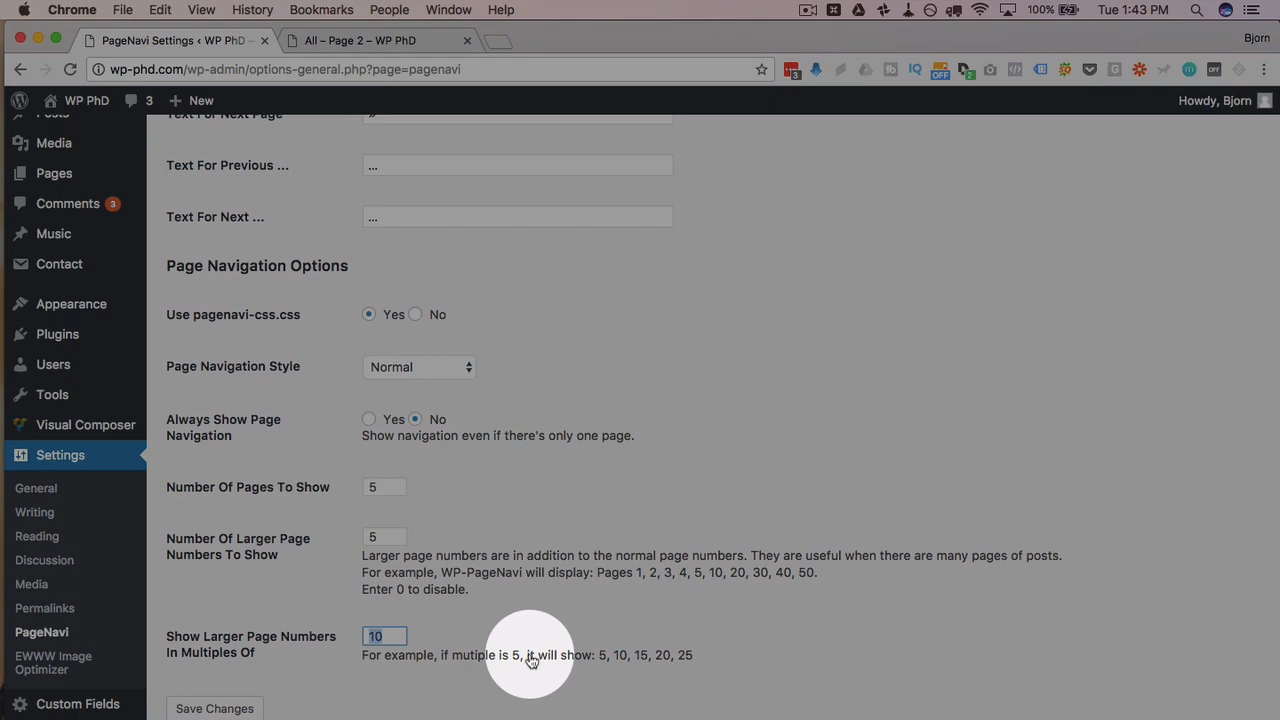 Chrome File Edit View History Bookmarks People Window Help 100% Tue 1:43 PM
PageNavi Settings ‹ WP PhD – × All – Page 2 – WP PhD × Bjorn
wp-phd.com/wp-admin/options-general.php?page=pagenavi
WP PhD 3 + New Howdy, Bjorn
Posts
Media
Pages
Comments 3
Music
Contact
Appearance
Plugins
Users
Tools
Visual Composer
Settings
General
Writing
Reading
Discussion
Media
Permalinks
PageNavi
EWWW Image
Optimizer
Custom Fields
Text For Next Page »
Text For Previous ... ...
Text For Next ... ...
Page Navigation Options
Use pagenavi-css.css Yes No
Page Navigation Style Normal
Always Show Page
Navigation
Yes No
Show navigation even if there's only one page.
Number Of Pages To Show 5
Number Of Larger Page
Numbers To Show
5
Larger page numbers are in addition to the normal page numbers. They are useful when there are many pages of posts.
For example, WP-PageNavi will display: Pages 1, 2, 3, 4, 5, 10, 20, 30, 40, 50.
Enter 0 to disable.
Show Larger Page Numbers
In Multiples Of
10
For example, if mutiple is 5, it will show: 5, 10, 15, 20, 25
Save Changes